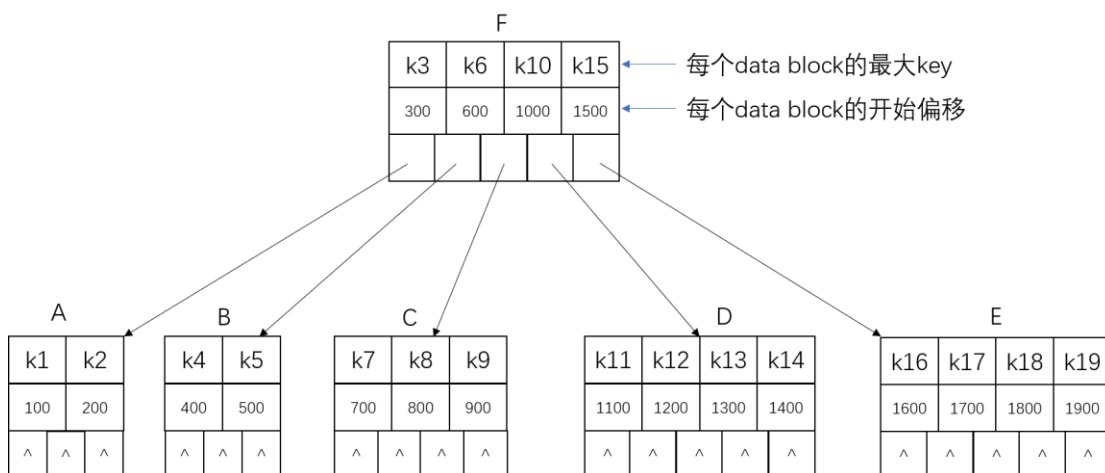 F
k3 k6 k10 k15 每个data block的最大key
300 600 1000 1500 每个data block的开始偏移
A B C D E
k1 k2 k4 k5 k7 k8 k9 k11 k12 k13 k14 k16 k17 k18 k19
100 200 400 500 700 800 900 1100 1200 1300 1400 1600 1700 1800 1900
^ ^ ^ ^ ^ ^ ^ ^ ^ ^ ^ ^ ^ ^ ^ ^ ^ ^ ^ ^